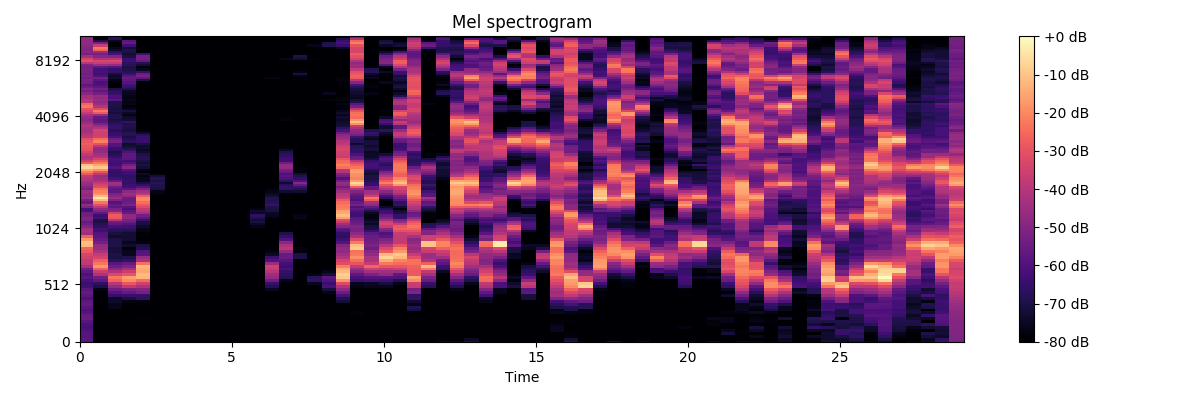 Mel spectrogram
Hz
8192
4096
2048
1024
512
0
0 5 10 15 20 25
Time
+0 dB
-10 dB
-20 dB
-30 dB
-40 dB
-50 dB
-60 dB
-70 dB
-80 dB